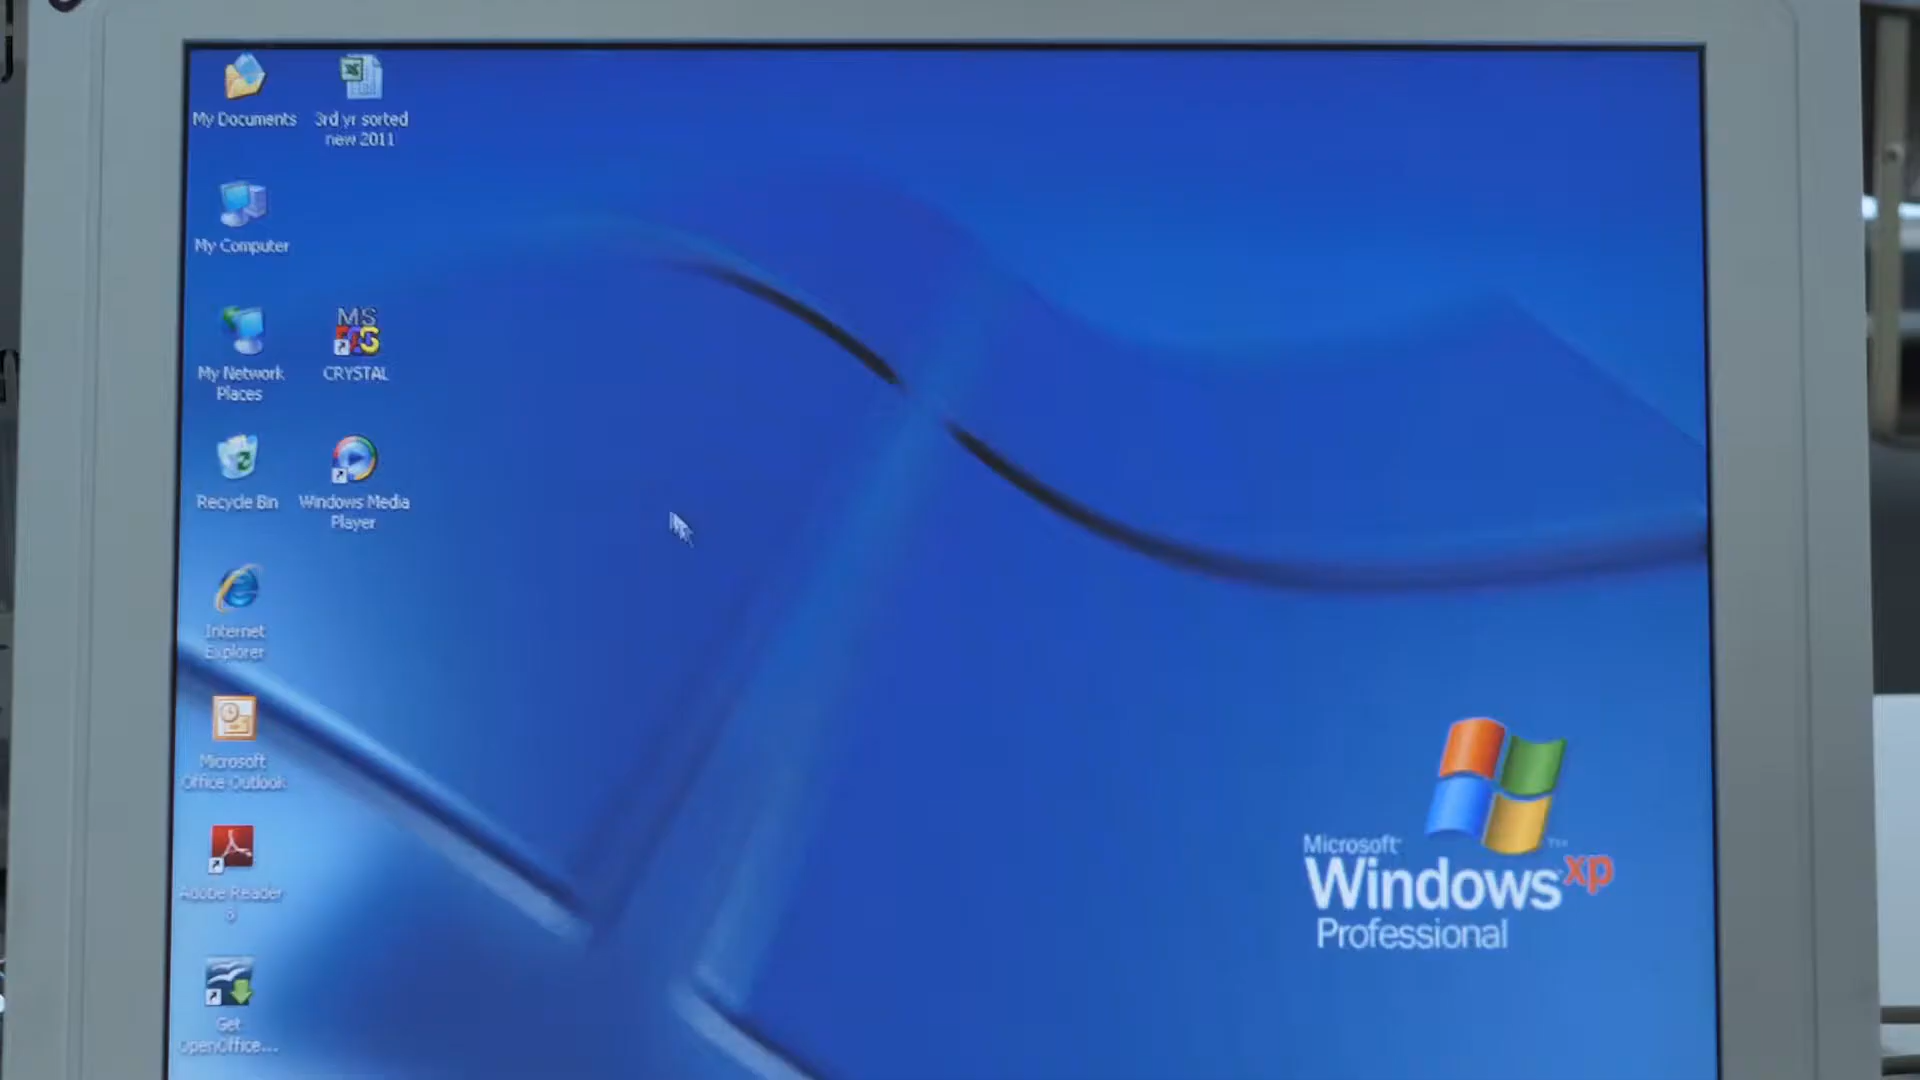 My Documents
3rd yr sorted
new 2011
My Computer
My Network
Places
MS
CRYSTAL
Recycle Bin
Windows Media
Player
Internet
Explorer
Microsoft
Office Outlook
Adobe Reader
Get
OpenOffice...
Microsoft
Windows xp
Professional